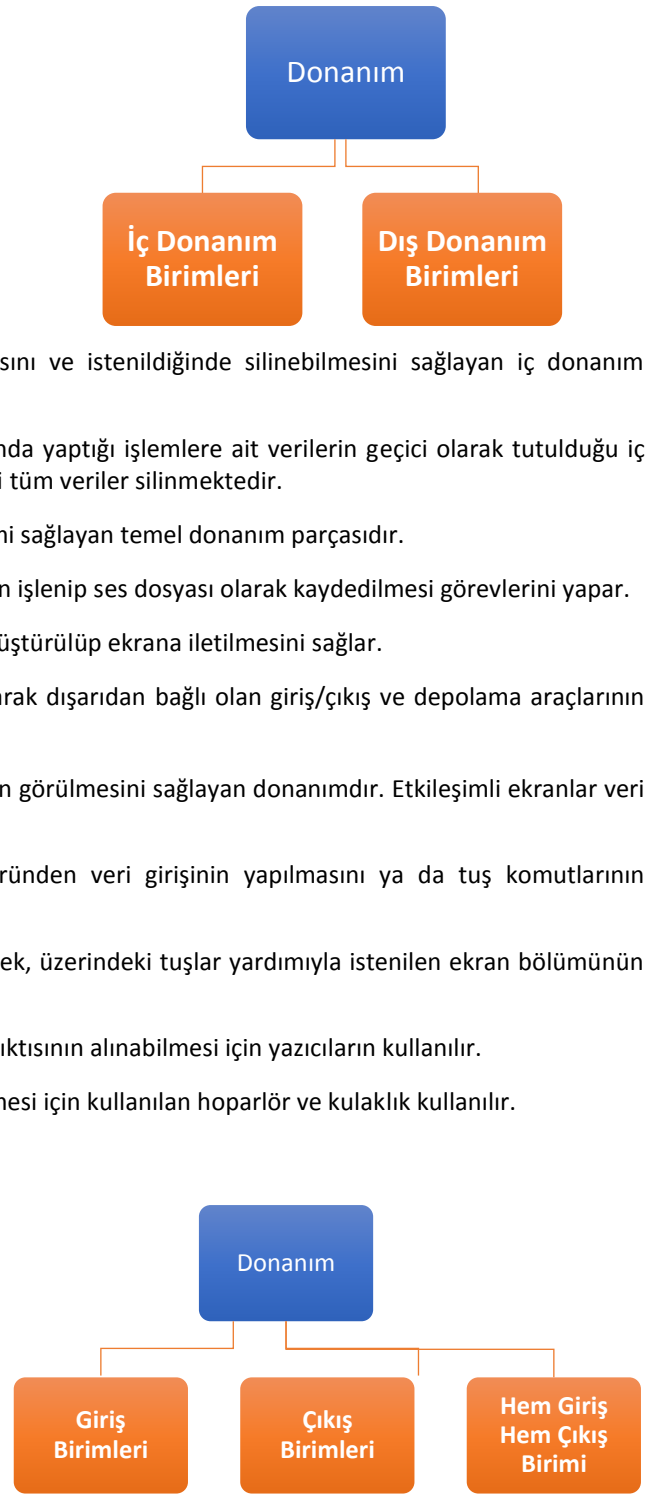 Donanım
İç Donanım
Birimleri
Dış Donanım
Birimleri
sını ve istenildiğinde silinebilmesini sağlayan iç donanım
nda yaptığı işlemlere ait verilerin geçici olarak tutulduğu iç
i tüm veriler silinmektedir.
ni sağlayan temel donanım parçasıdır.
n işlenip ses dosyası olarak kaydedilmesi görevlerini yapar.
üştürülüp ekrana iletilmesini sağlar.
arak dışarıdan bağlı olan giriş/çıkış ve depolama araçlarının
n görülmesini sağlayan donanımdır. Etkileşimli ekranlar veri
ründen veri girişinin yapılmasını ya da tuş komutlarının
ek, üzerindeki tuşlar yardımıyla istenilen ekran bölümünün
ıktısının alınabilmesi için yazıcıların kullanılır.
nesi için kullanılan hoparlör ve kulaklık kullanılır.
Donanım
Giriş
Birimleri
Çıkış
Birimleri
Hem Giriş
Hem Çıkış
Birimi